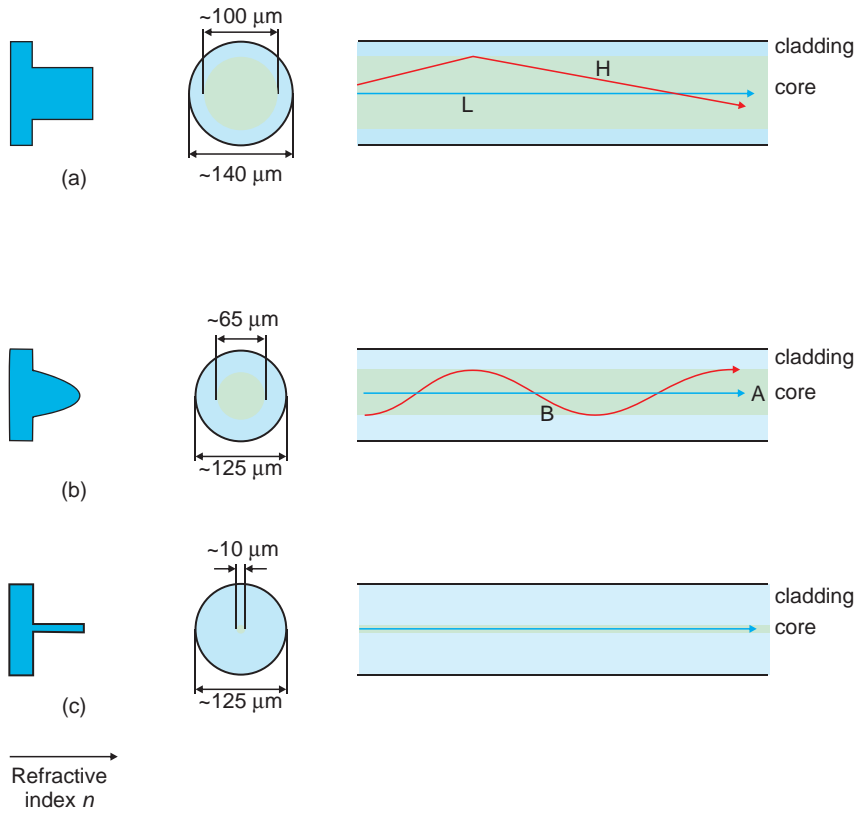 ~100 μm
cladding
H
core
L
~140 μm
(a)
~65 μm
cladding
A core
B
~125 μm
(b)
~10 μm
cladding
core
~125 μm
(c)
Refractive
index n